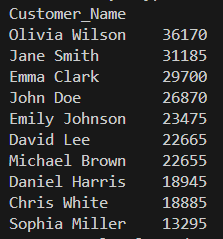 Customer_Name
Olivia Wilson 36170
Jane Smith 31185
Emma Clark 29700
John Doe 26870
Emily Johnson 23475
David Lee 22665
Michael Brown 22655
Daniel Harris 18945
Chris White 18885
Sophia Miller 13295